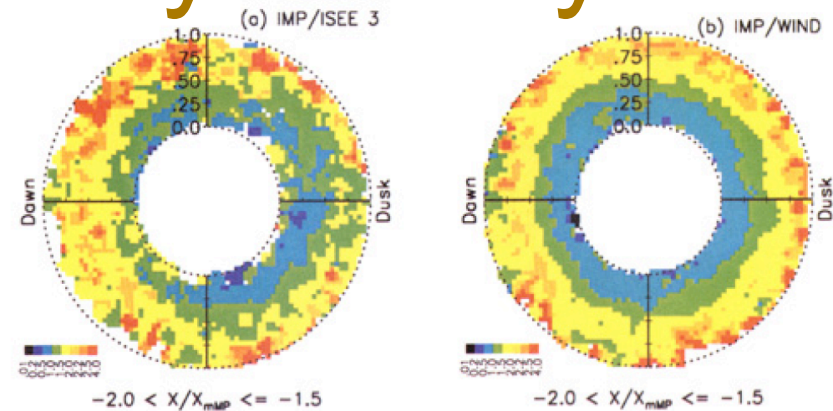 (a) IMP/ISEE 3
1.0
.75
.50
.25
0.0
Dawn
Dusk
-2.0 < X/XmMP <= -1.5
(b) IMP/WIND
1.0
.75
.50
.25
0.0
Dawn
Dusk
-2.0 < X/XmMP <= -1.5